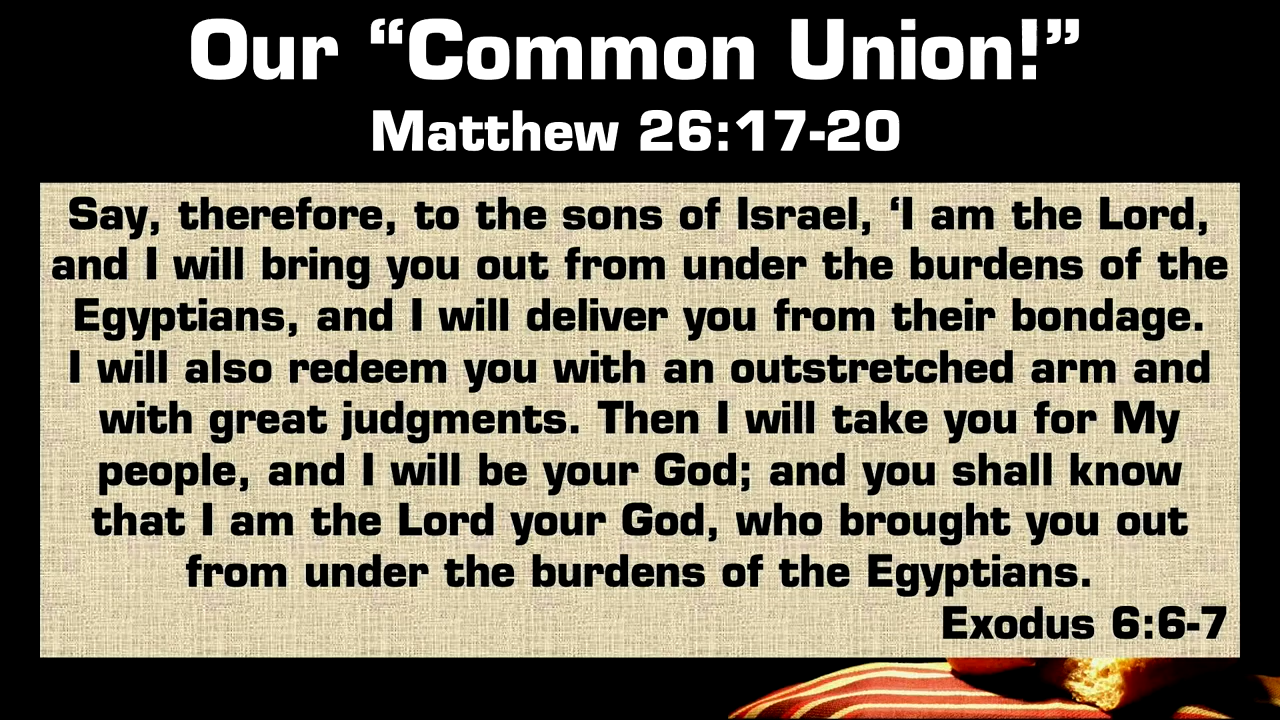 Our “Common Union!”
Matthew 26:17-20
Say, therefore, to the sons of Israel, ‘I am the Lord,
and I will bring you out from under the burdens of the
Egyptians, and I will deliver you from their bondage.
I will also redeem you with an outstretched arm and
with great judgments. Then I will take you for My
people, and I will be your God; and you shall know
that I am the Lord your God, who brought you out
from under the burdens of the Egyptians.
Exodus 6:6-7